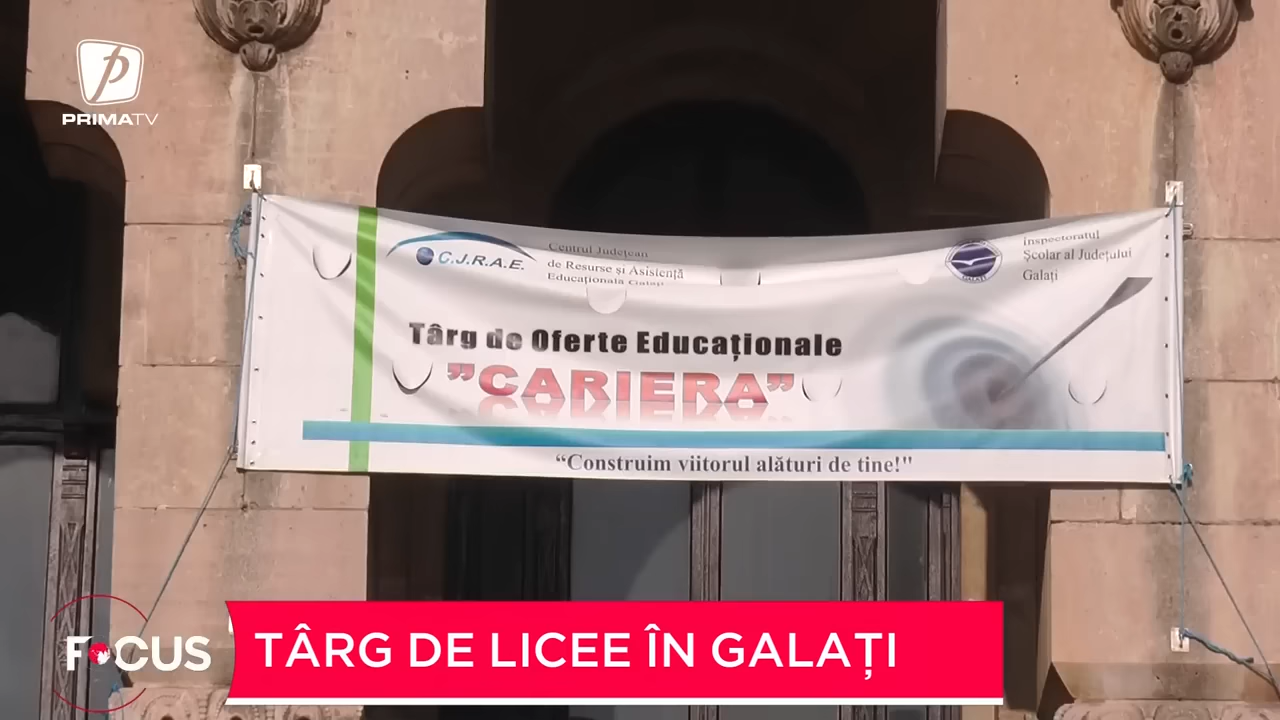 PRIMATV
C.J.R.A.E.
Centrul Județean
de Resurse și Asistență
Educațională Galați
Inspectoratul
Școlar al Județului
Galați
Târg de Oferte Educaționale
”CARIERA”
“Construim viitorul alături de tine!"
FOCUS
TÂRG DE LICEE ÎN GALAȚI